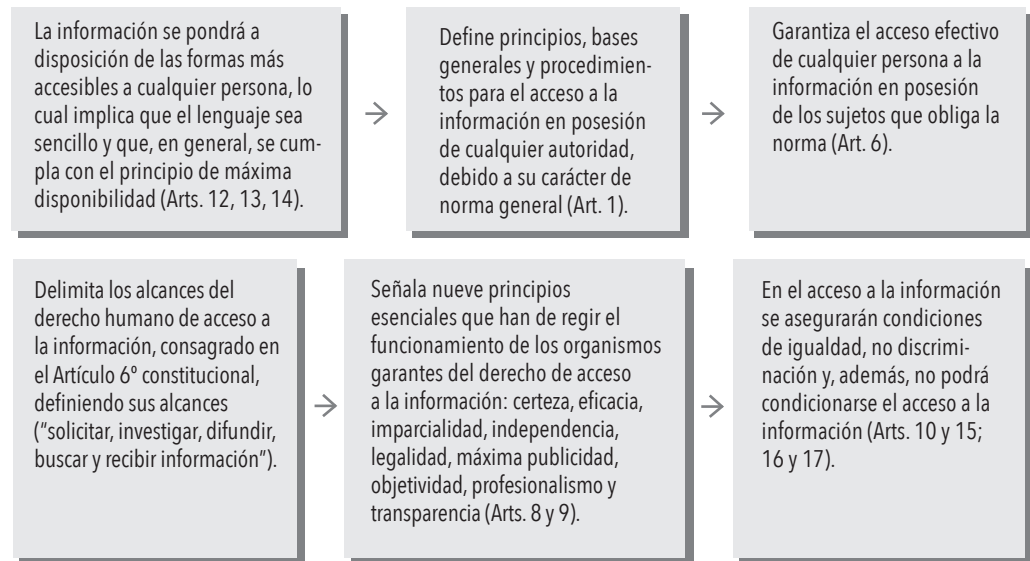 La información se pondrá a
disposición de las formas más
accesibles a cualquier persona, lo
cual implica que el lenguaje sea
sencillo y que, en general, se cum-
pla con el principio de máxima
disponibilidad (Arts. 12, 13, 14).
Define principios, bases
generales y procedimien-
tos para el acceso a la
información en posesión
de cualquier autoridad,
debido a su carácter de
norma general (Art. 1).
Garantiza el acceso efectivo
de cualquier persona a la
información en posesión
de los sujetos que obliga la
norma (Art. 6).
Delimita los alcances del
derecho humano de acceso a
la información, consagrado en
el Artículo 6º constitucional,
definiendo sus alcances
("solicitar, investigar, difundir,
buscar y recibir información").
Señala nueve principios
esenciales que han de regir el
funcionamiento de los organismos
garantes del derecho de acceso
a la información: certeza, eficacia,
imparcialidad, independencia,
legalidad, máxima publicidad,
objetividad, profesionalismo y
transparencia (Arts. 8 y 9).
En el acceso a la información
se asegurarán condiciones
de igualdad, no discrimi-
nación y, además, no podrá
condicionarse el acceso a la
información (Arts. 10 y 15;
16 y 17).